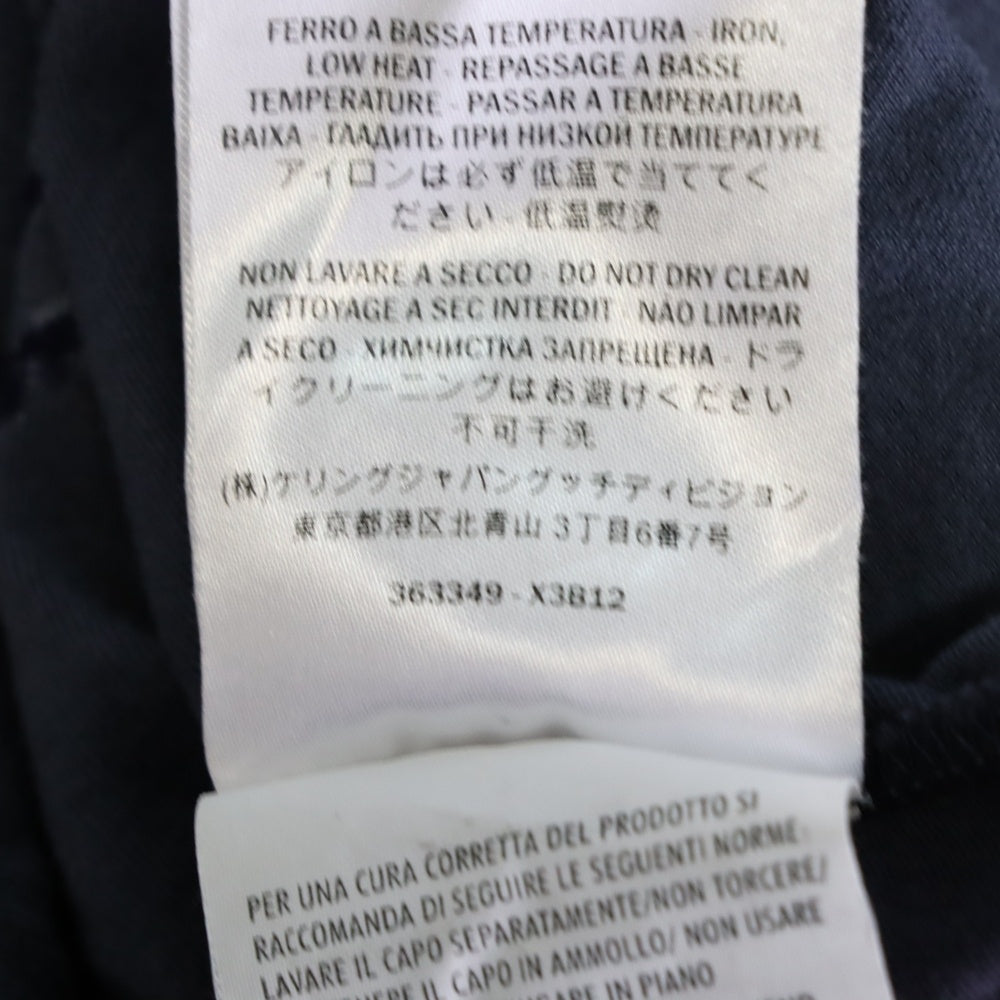 FERRO A BASSA TEMPERATURA - IRON,
LOW HEAT - REPASSAGE A BASSE
TEMPERATURE - PASSAR A TEMPERATURA
BAIXA - ГЛАДИТЬ ПРИ НИЗКОЙ ТЕМПЕРАТУРЕ
アイロンは必ず低温で当ててく
ださい - 低温熨烫
NON LAVARE A SECCO - DO NOT DRY CLEAN
NETTOYAGE A SEC INTERDIT - NÃO LIMPAR
A SECO - ХИМЧИСТКА ЗАПРЕЩЕНА - ドラ
イクリーニングはお避けください
不可干洗
(株)ケリングジャパングッチディビジョン
東京都港区北青山 3丁目6番7号
363349 - X3B12
PER UNA CURA CORRETTA DEL PRODOTTO SI
RACCOMANDA DI SEGUIRE LE SEGUENTI NORME
LAVARE IL CAPO SEPARATAMENTE/NON TORCERE/
IL CAPO IN AMMOLLO/ NON USARE
IN PIANO